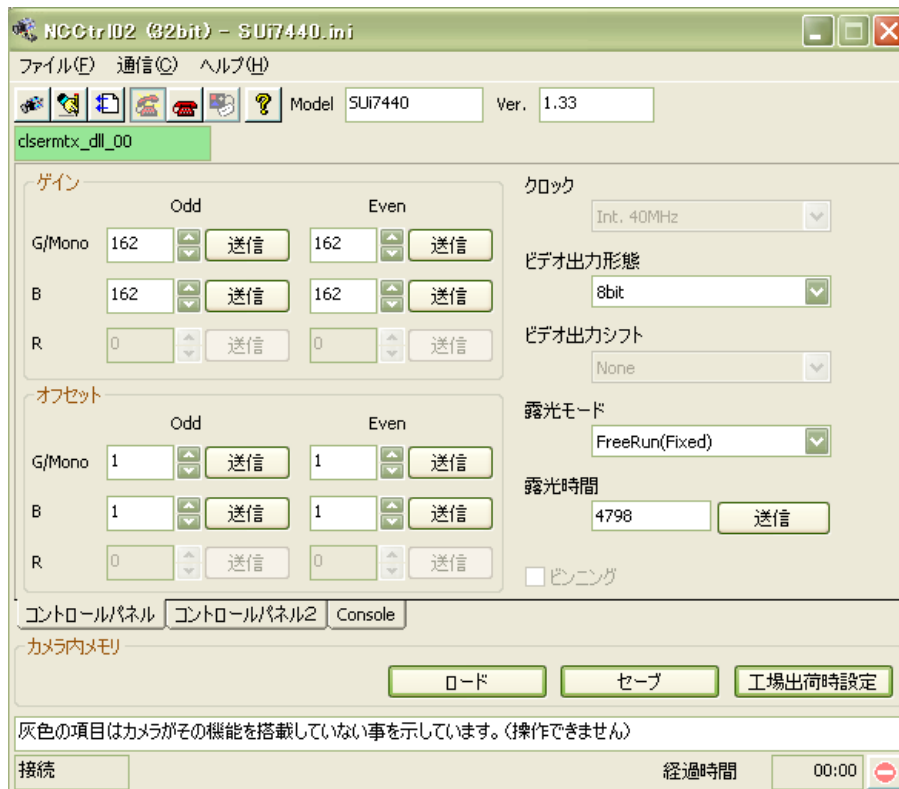 NCCtrl02 (32bit) - SUi7440.ini
ファイル(F) 通信(C) ヘルプ(H)
Model SUi7440 Ver. 1.33
clsermtx_dll_00
ゲイン
Odd Even
G/Mono 162 送信 162 送信
B 162 送信 162 送信
R 0 送信 0 送信
オフセット
Odd Even
G/Mono 1 送信 1 送信
B 1 送信 1 送信
R 0 送信 0 送信
クロック
Int. 40MHz
ビデオ出力形態
8bit
ビデオ出力シフト
None
露光モード
FreeRun(Fixed)
露光時間
4798 送信
ビンニング
コントロールパネル コントロールパネル2 Console
カメラ内メモリ
ロード セーブ 工場出荷時設定
灰色の項目はカメラがその機能を搭載していない事を示しています。(操作できません)
接続 経過時間 00:00